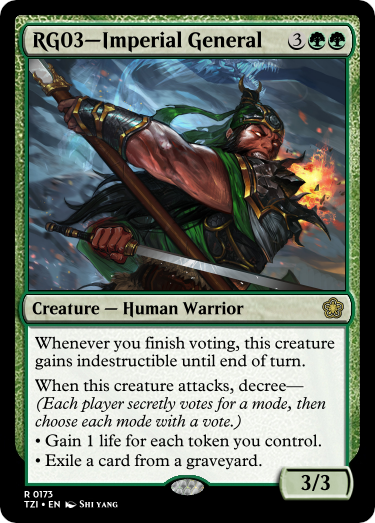 RG03—Imperial General 3
Creature — Human Warrior
Whenever you finish voting, this creature
gains indestructible until end of turn.
When this creature attacks, decree—
(Each player secretly votes for a mode, then
choose each mode with a vote.)
• Gain 1 life for each token you control.
• Exile a card from a graveyard.
3/3
R 0173
TZI • EN Shi yang